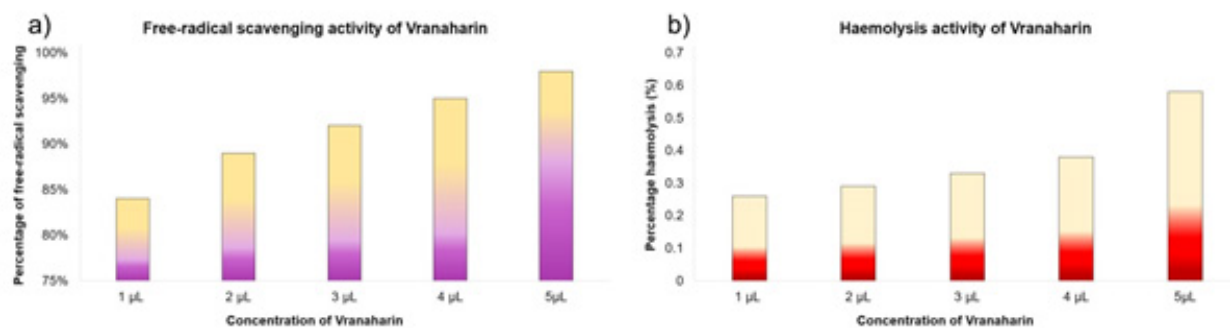 a)
Free-radical scavenging activity of Vranaharin
Percentage of free-radical scavenging
100%
95%
90%
85%
80%
75%
1 µL
2 µL
3 µL
4 µL
5µL
Concentration of Vranaharin
b)
Haemolysis activity of Vranaharin
Percentage haemolysis (%)
0.7
0.6
0.5
0.4
0.3
0.2
0.1
0
1 µL
2 µL
3 µL
4 µL
5µL
Concentration of Vranaharin